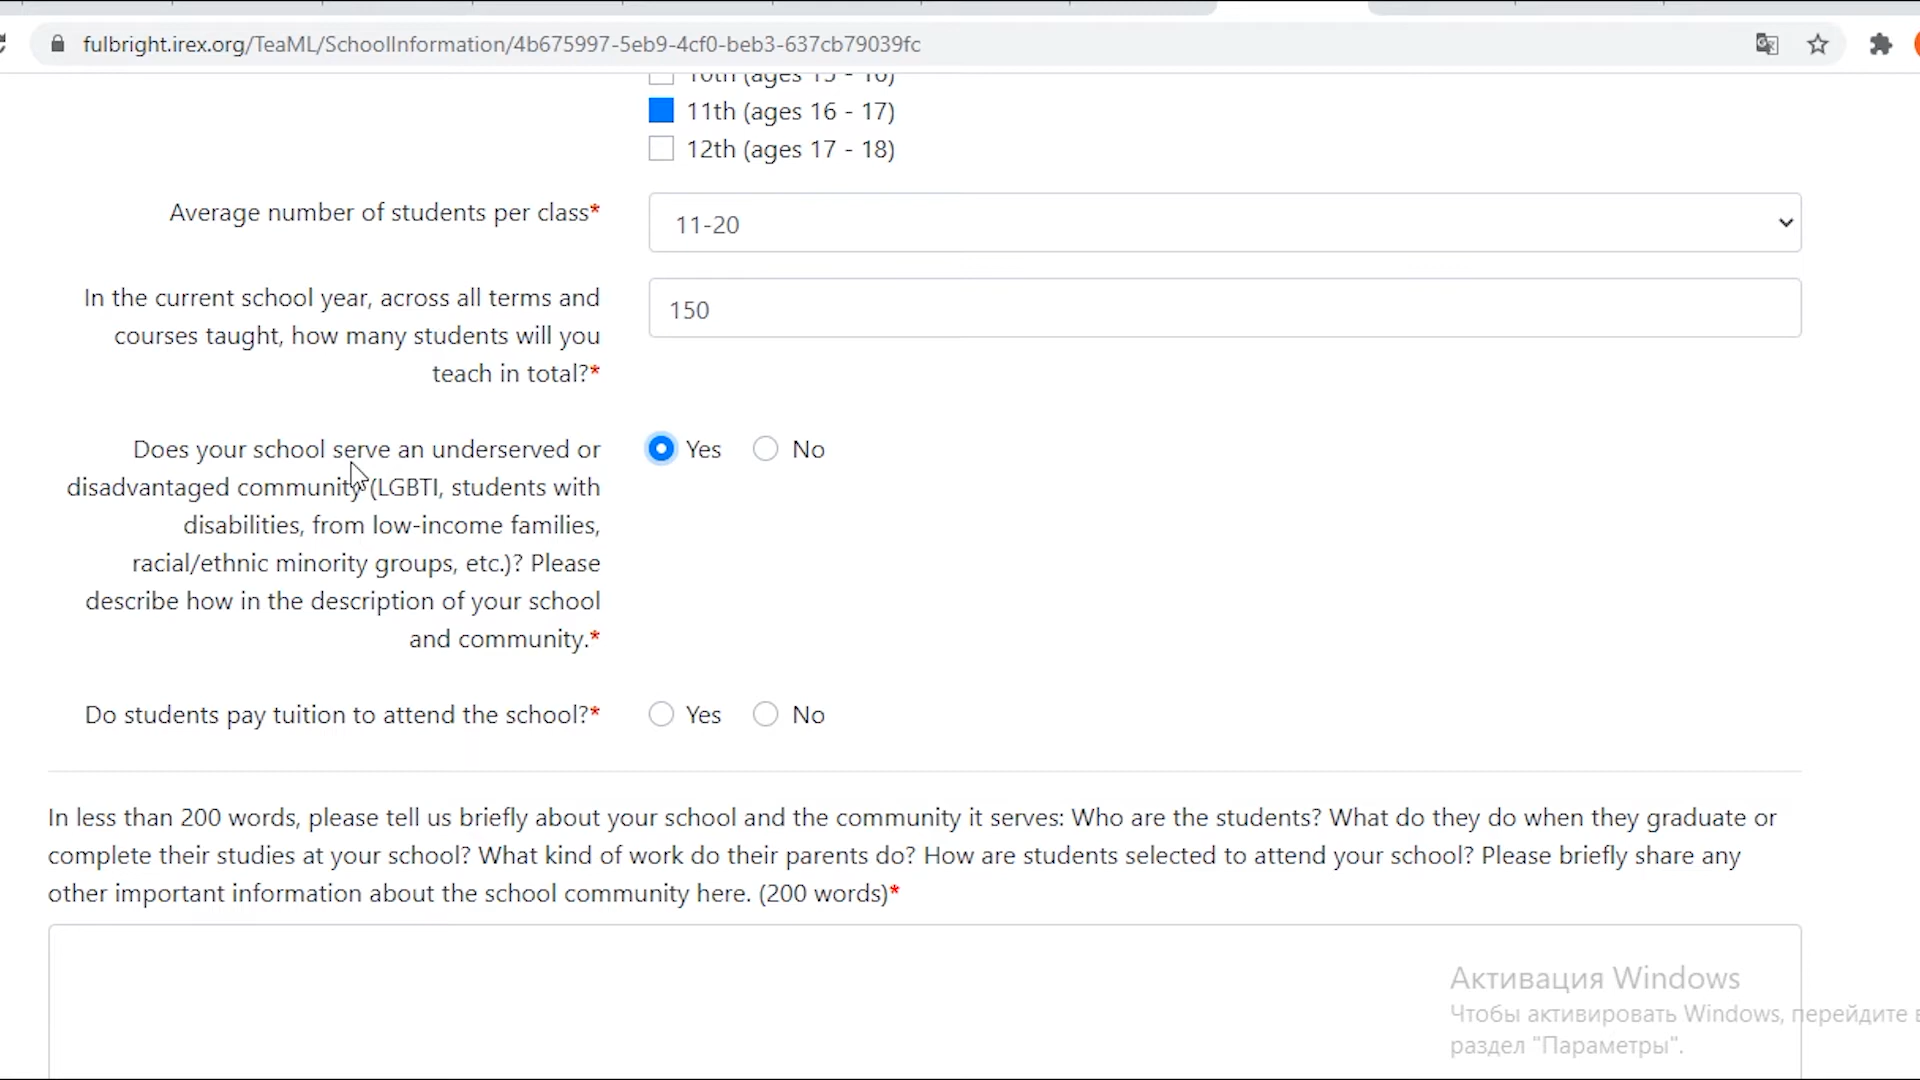 fulbright.irex.org/TeaML/SchoolInformation/4b675997-5eb9-4cf0-beb3-637cb79039fc
10th (ages 15 - 16)
11th (ages 16 - 17)
12th (ages 17 - 18)
Average number of students per class*
11-20
In the current school year, across all terms and
courses taught, how many students will you
teach in total?*
150
Does your school serve an underserved or
disadvantaged community (LGBTI, students with
disabilities, from low-income families,
racial/ethnic minority groups, etc.)? Please
describe how in the description of your school
and community.*
Yes No
Do students pay tuition to attend the school?*
Yes No
In less than 200 words, please tell us briefly about your school and the community it serves: Who are the students? What do they do when they graduate or
complete their studies at your school? What kind of work do their parents do? How are students selected to attend your school? Please briefly share any
other important information about the school community here. (200 words)*
Активация Windows
Чтобы активировать Windows, перейдите в
раздел "Параметры".